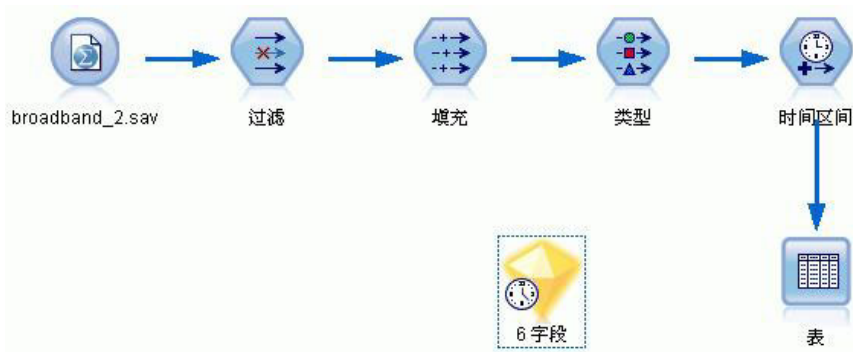 broadband_2.sav
过滤
填充
类型
时间区间
6 字段
表